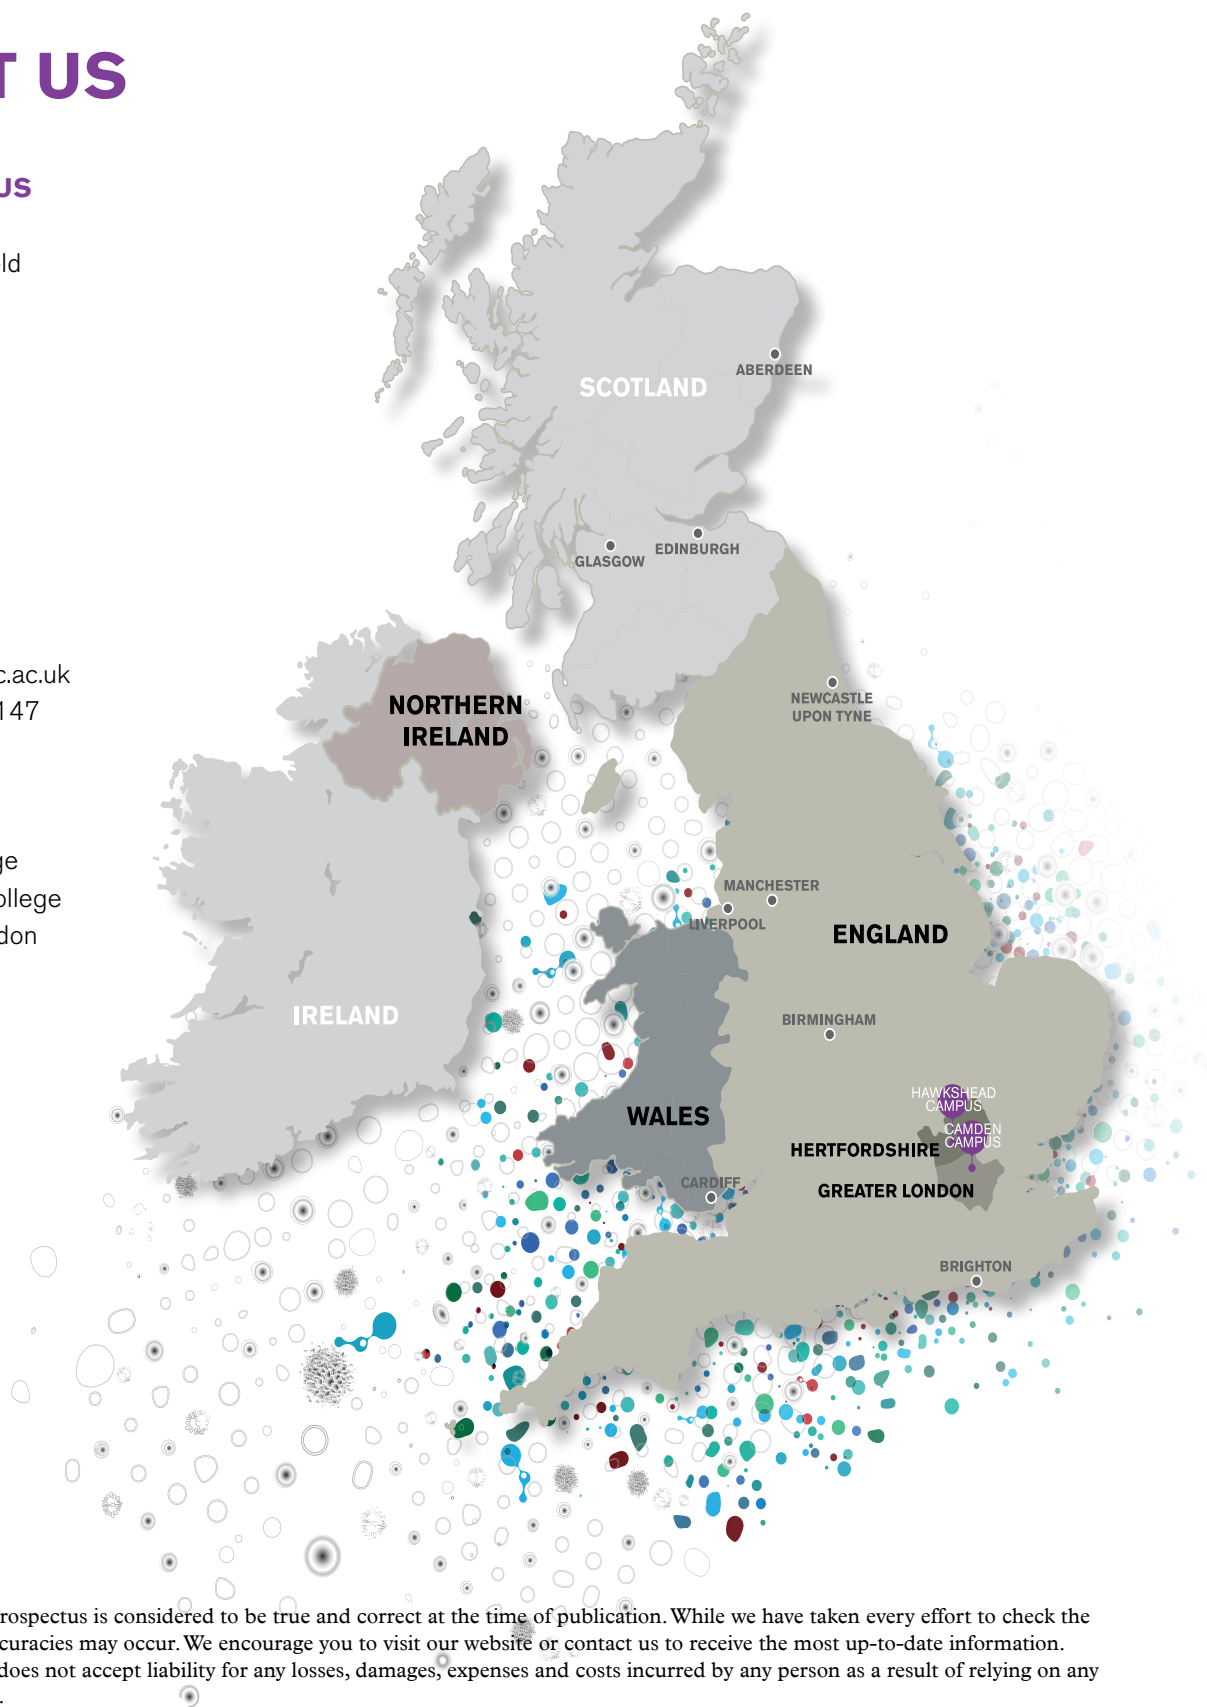 T US
US
ld
c.ac.uk
147
ge
ollege
don
SCOTLAND
ABERDEEN
EDINBURGH
GLASGOW
NORTHERN
IRELAND
NEWCASTLE
UPON TYNE
MANCHESTER
LIVERPOOL
ENGLAND
IRELAND
BIRMINGHAM
HAWKSHEAD
CAMPUS
WALES
CAMDEN
CAMPUS
HERTFORDSHIRE
CARDIFF
GREATER LONDON
BRIGHTON
rospectus is considered to be true and correct at the time of publication. While we have taken every effort to check the
curacies may occur. We encourage you to visit our website or contact us to receive the most up-to-date information.
does not accept liability for any losses, damages, expenses and costs incurred by any person as a result of relying on any
.